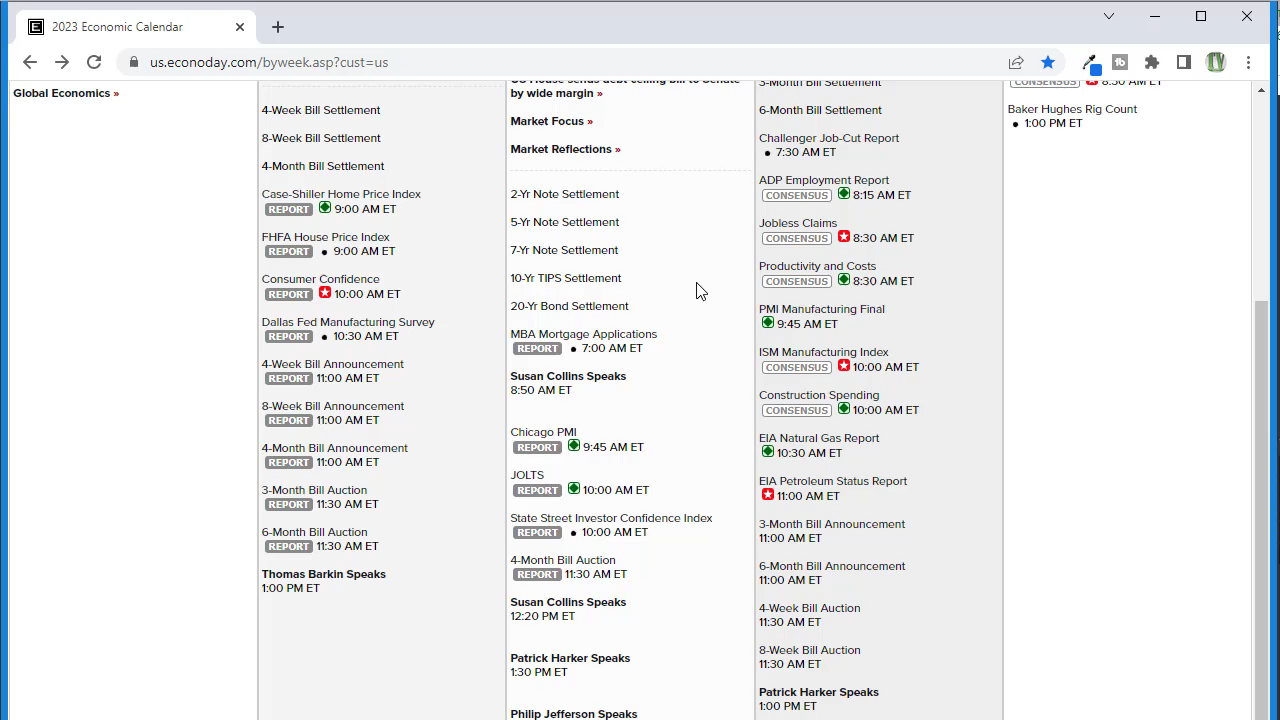 2023 Economic Calendar
us.econoday.com/byweek.asp?cust=us
Global Economics »
4-Week Bill Settlement
8-Week Bill Settlement
4-Month Bill Settlement
Case-Shiller Home Price Index
REPORT 9:00 AM ET
FHFA House Price Index
REPORT • 9:00 AM ET
Consumer Confidence
REPORT 10:00 AM ET
Dallas Fed Manufacturing Survey
REPORT • 10:30 AM ET
4-Week Bill Announcement
REPORT 11:00 AM ET
8-Week Bill Announcement
REPORT 11:00 AM ET
4-Month Bill Announcement
REPORT 11:00 AM ET
3-Month Bill Auction
REPORT 11:30 AM ET
6-Month Bill Auction
REPORT 11:30 AM ET
Thomas Barkin Speaks
1:00 PM ET
US House sends debt ceiling bill to Senate
by wide margin »
Market Focus »
Market Reflections »
2-Yr Note Settlement
5-Yr Note Settlement
7-Yr Note Settlement
10-Yr TIPS Settlement
20-Yr Bond Settlement
MBA Mortgage Applications
REPORT • 7:00 AM ET
Susan Collins Speaks
8:50 AM ET
Chicago PMI
REPORT 9:45 AM ET
JOLTS
REPORT 10:00 AM ET
State Street Investor Confidence Index
REPORT • 10:00 AM ET
4-Month Bill Auction
REPORT 11:30 AM ET
Susan Collins Speaks
12:20 PM ET
Patrick Harker Speaks
1:30 PM ET
Philip Jefferson Speaks
3-Month Bill Settlement
6-Month Bill Settlement
Challenger Job-Cut Report
• 7:30 AM ET
ADP Employment Report
CONSENSUS 8:15 AM ET
Jobless Claims
CONSENSUS 8:30 AM ET
Productivity and Costs
CONSENSUS 8:30 AM ET
PMI Manufacturing Final
9:45 AM ET
ISM Manufacturing Index
CONSENSUS 10:00 AM ET
Construction Spending
CONSENSUS 10:00 AM ET
EIA Natural Gas Report
10:30 AM ET
EIA Petroleum Status Report
11:00 AM ET
3-Month Bill Announcement
11:00 AM ET
6-Month Bill Announcement
11:00 AM ET
4-Week Bill Auction
11:30 AM ET
8-Week Bill Auction
11:30 AM ET
Patrick Harker Speaks
1:00 PM ET
CONSENSUS 8:30 AM ET
Baker Hughes Rig Count
• 1:00 PM ET